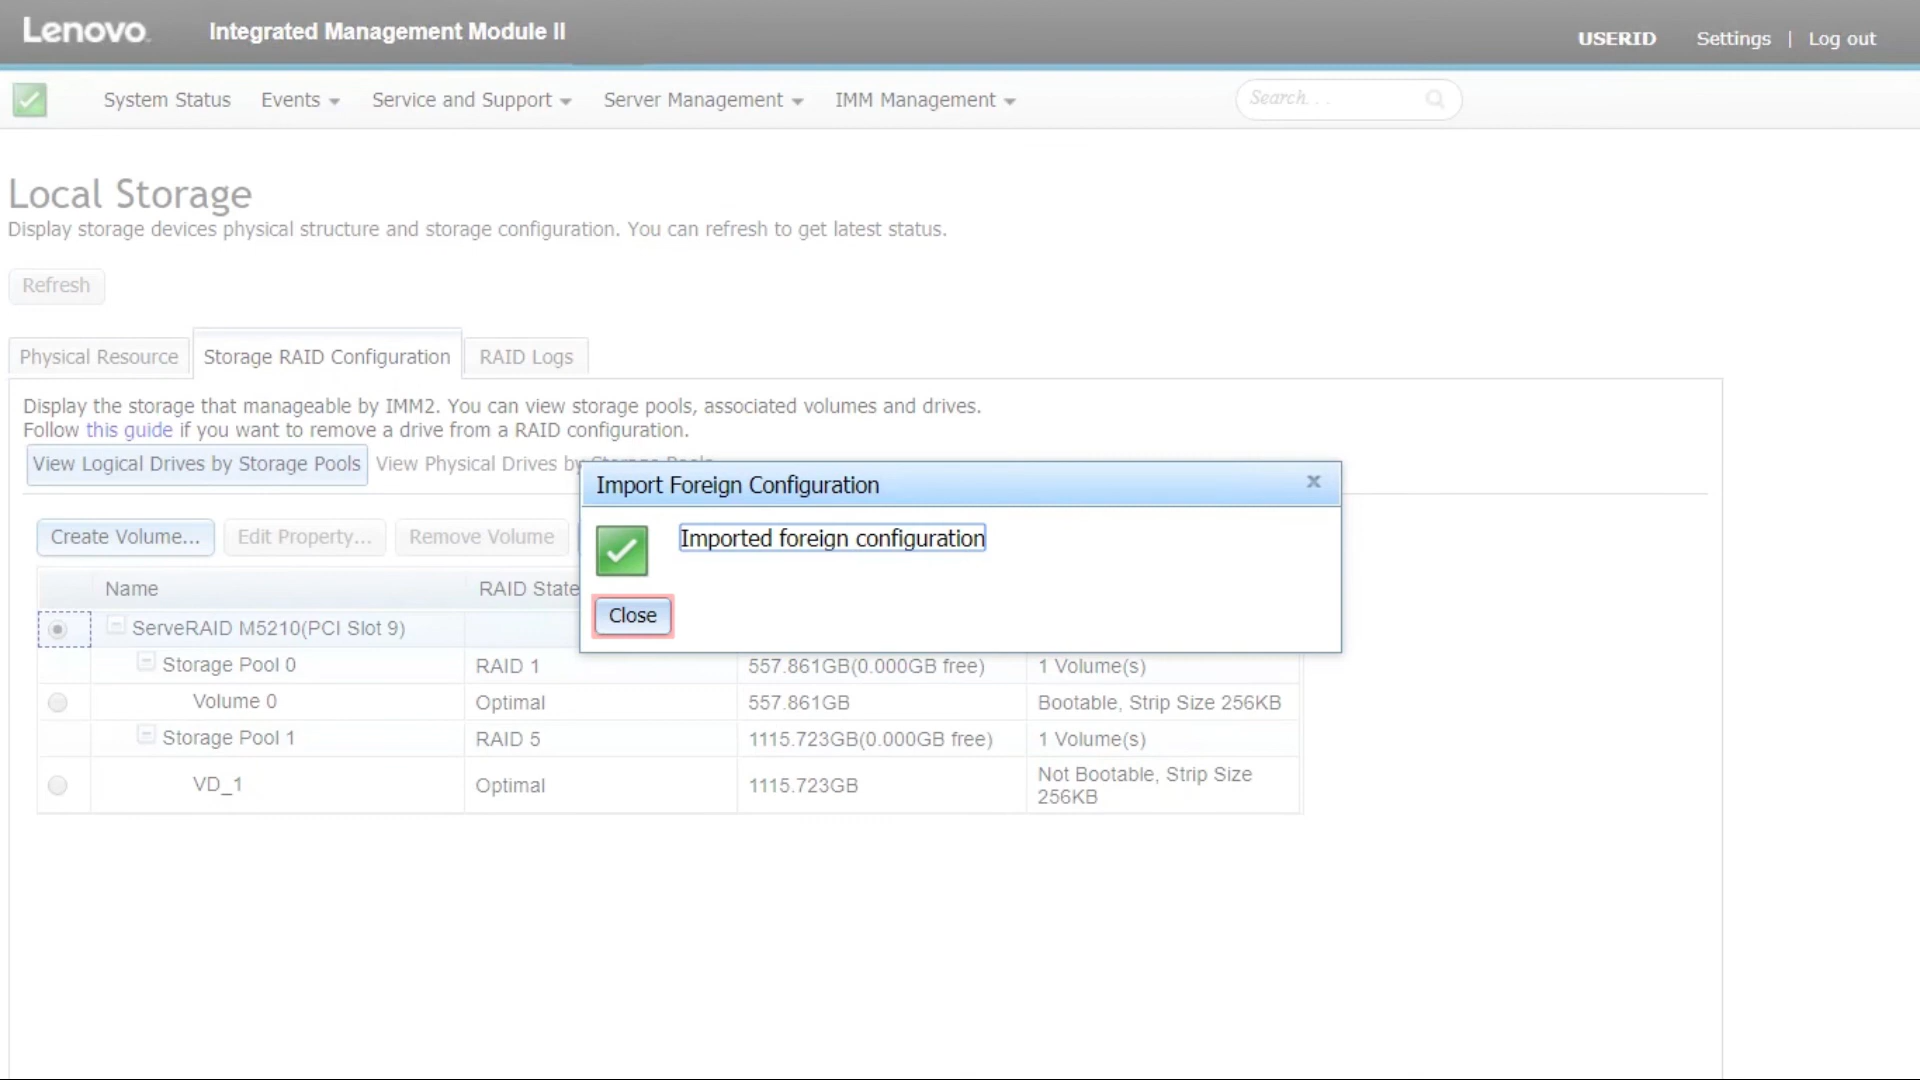 Lenovo
Integrated Management Module II
USERID Settings | Log out
System Status Events Service and Support Server Management IMM Management Search. . .
Local Storage
Display storage devices physical structure and storage configuration. You can refresh to get latest status.
Refresh
Physical Resource Storage RAID Configuration RAID Logs
Display the storage that manageable by IMM2. You can view storage pools, associated volumes and drives.
Follow this guide if you want to remove a drive from a RAID configuration.
View Logical Drives by Storage Pools View Physical Drives by Storage Pools
Import Foreign Configuration
Imported foreign configuration
Close
Create Volume... Edit Property... Remove Volume
Name RAID State
ServeRAID M5210(PCI Slot 9)
Storage Pool 0 RAID 1 557.861GB(0.000GB free) 1 Volume(s)
Volume 0 Optimal 557.861GB Bootable, Strip Size 256KB
Storage Pool 1 RAID 5 1115.723GB(0.000GB free) 1 Volume(s)
VD_1 Optimal 1115.723GB Not Bootable, Strip Size
256KB